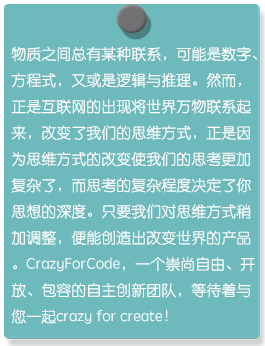 物质之间总有某种联系，可能是数字、
方程式，又或是逻辑与推理。然而，
正是互联网的出现将世界万物联系起
来，改变了我们的思维方式，正是因
为思维方式的改变使我们的思考更加
复杂了，而思考的复杂程度决定了你
思想的深度。只要我们对思维方式稍
加调整，便能创造出改变世界的产品
。CrazyForCode，一个崇尚自由、开
放、包容的自主创新团队，等待着与
您一起crazy for create！